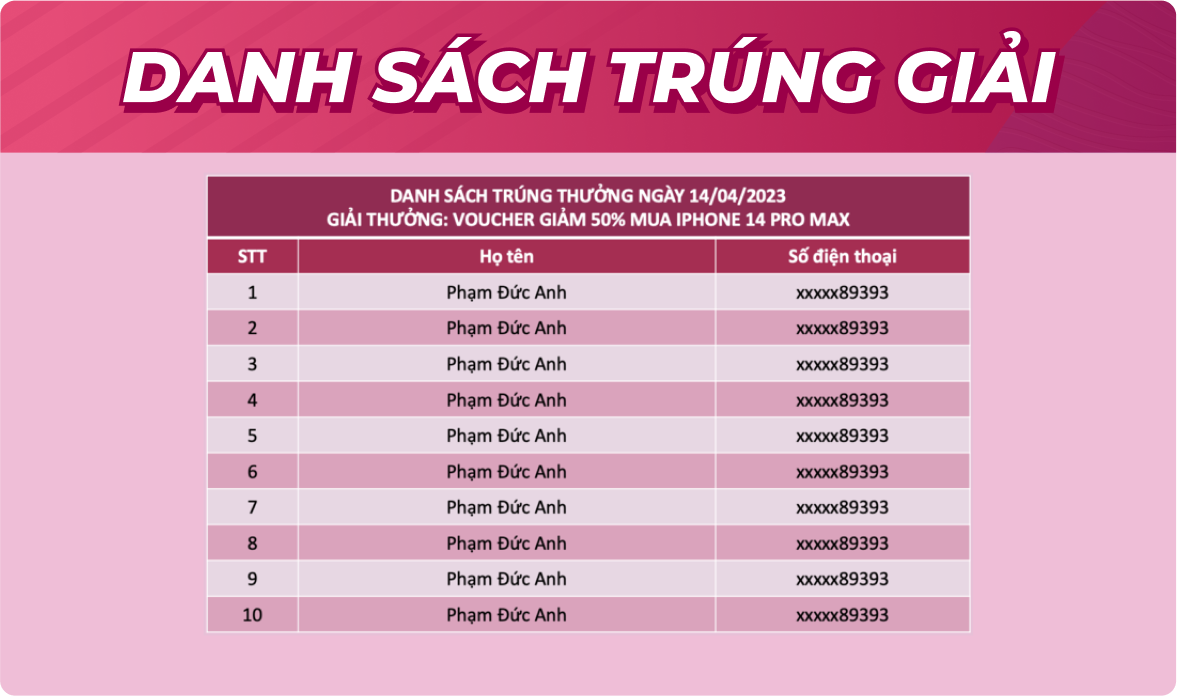 DANH SÁCH TRÚNG GIẢI
DANH SÁCH TRÚNG THƯỞNG NGÀY 14/04/2023
GIẢI THƯỞNG: VOUCHER GIẢM 50% MUA IPHONE 14 PRO MAX
STT Họ tên Số điện thoại
1 Phạm Đức Anh xxxxx89393
2 Phạm Đức Anh xxxxx89393
3 Phạm Đức Anh xxxxx89393
4 Phạm Đức Anh xxxxx89393
5 Phạm Đức Anh xxxxx89393
6 Phạm Đức Anh xxxxx89393
7 Phạm Đức Anh xxxxx89393
8 Phạm Đức Anh xxxxx89393
9 Phạm Đức Anh xxxxx89393
10 Phạm Đức Anh xxxxx89393